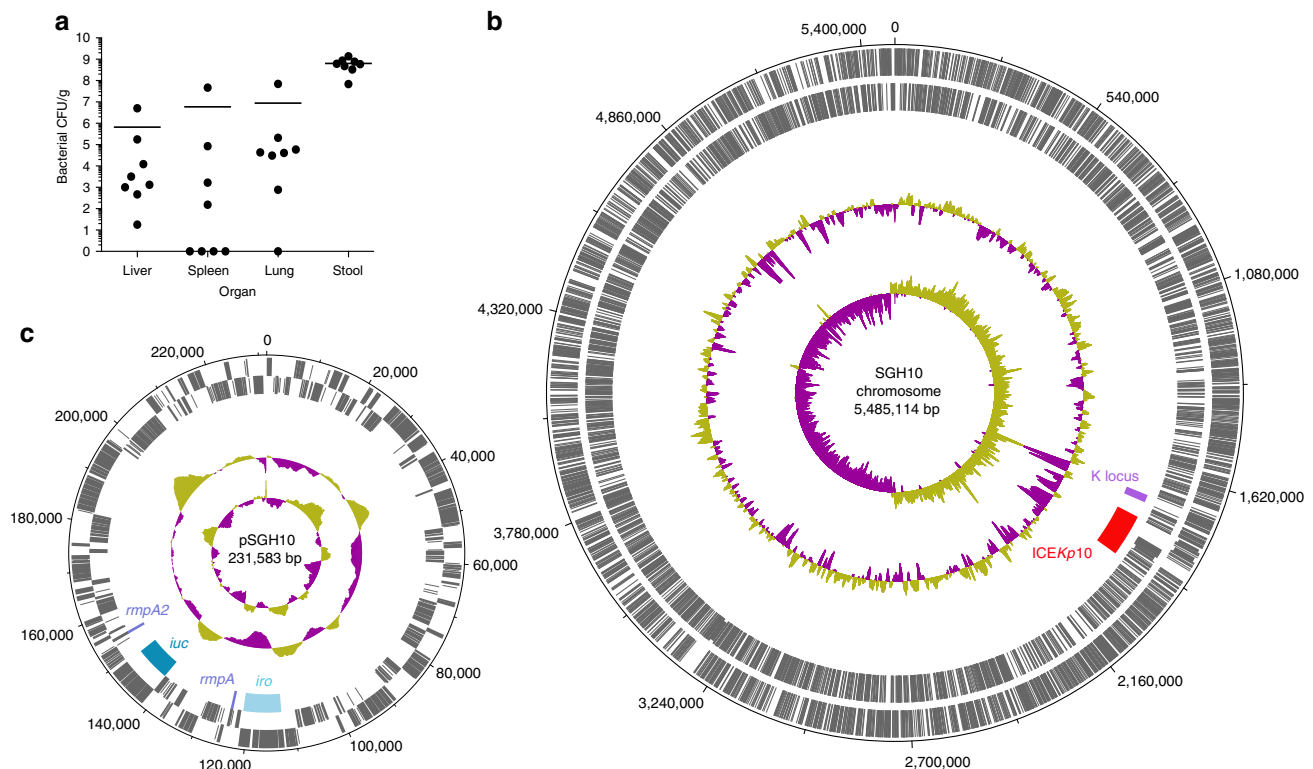 a
10
9
8
7
6
5
4
3
2
1
0
Bacterial CFU/g
Liver
Spleen
Lung
Stool
Organ
b
0
540,000
1,080,000
1,620,000
2,160,000
2,700,000
3,240,000
3,780,000
4,320,000
4,860,000
5,400,000
SGH10
chromosome
5,485,114 bp
K locus
ICEKp10
c
0
20,000
40,000
60,000
80,000
100,000
120,000
140,000
160,000
180,000
200,000
220,000
pSGH10
231,583 bp
rmpA2
iuc
rmpA
iro